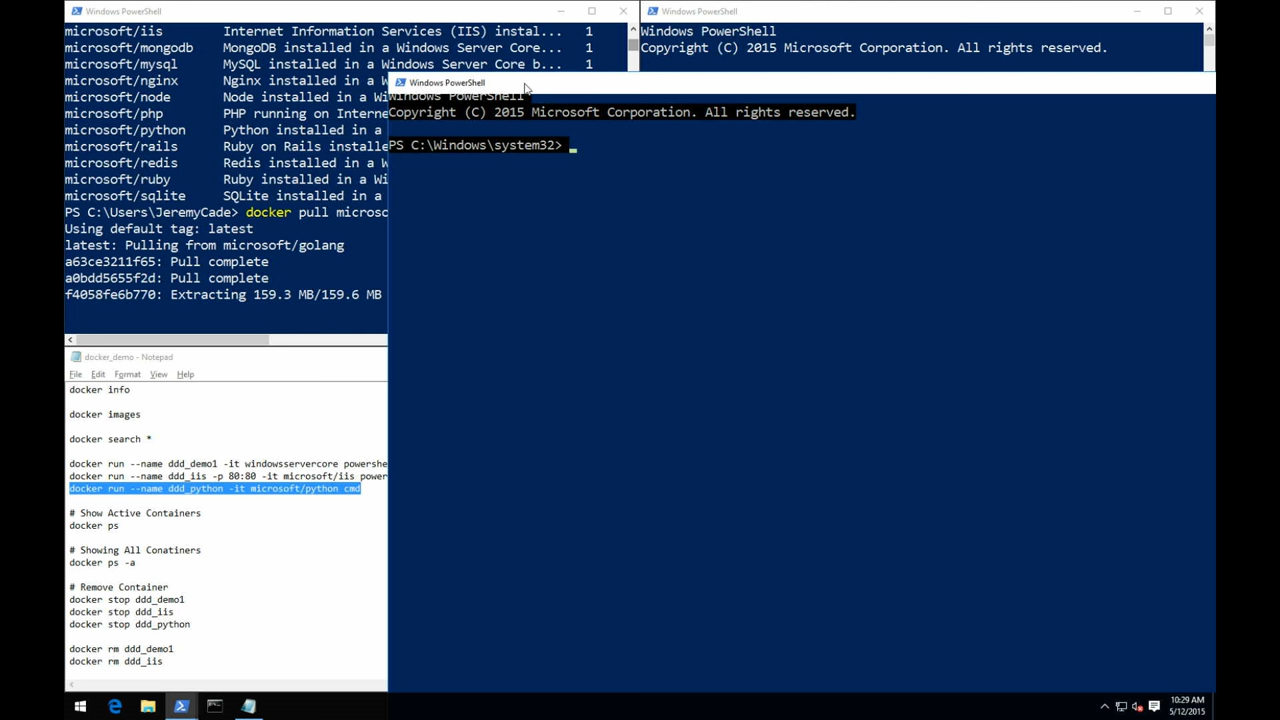 Windows PowerShell
microsoft/iis Internet Information Services (IIS) instal... 1
microsoft/mongodb MongoDB installed in a Windows Server Core... 1
microsoft/mysql MySQL installed in a Windows Server Core b... 1
microsoft/nginx Nginx installed in a Wi
microsoft/node Node installed in a Win
microsoft/php PHP running on Interne
microsoft/python Python installed in a
microsoft/rails Ruby on Rails installe
microsoft/redis Redis installed in a W
microsoft/ruby Ruby installed in a Wi
microsoft/sqlite SQLite installed in a
PS C:\Users\JeremyCade> docker pull microso
Using default tag: latest
latest: Pulling from microsoft/golang
a63ce3211f65: Pull complete
a0bdd5655f2d: Pull complete
f4058fe6b770: Extracting 159.3 MB/159.6 MB
Windows PowerShell
Windows PowerShell
Copyright (C) 2015 Microsoft Corporation. All rights reserved.
Windows PowerShell
Windows PowerShell
Copyright (C) 2015 Microsoft Corporation. All rights reserved.
PS C:\Windows\system32>
docker_demo - Notepad
File Edit Format View Help
docker info
docker images
docker search *
docker run --name ddd_demo1 -it windowsservercore powershe
docker run --name ddd_iis -p 80:80 -it microsoft/iis power
docker run --name ddd_python -it microsoft/python cmd
# Show Active Containers
docker ps
# Showing All Conatiners
docker ps -a
# Remove Container
docker stop ddd_demo1
docker stop ddd_iis
docker stop ddd_python
docker rm ddd_demo1
docker rm ddd_iis
10:29 AM
5/12/2015